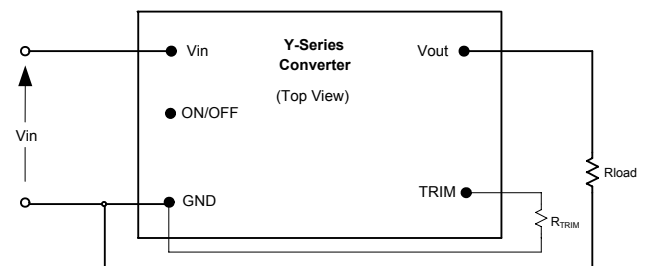 Y-Series
Converter
(Top View)
Vin
Vout
ON/OFF
Vin
GND
TRIM
Rload
RTRIM